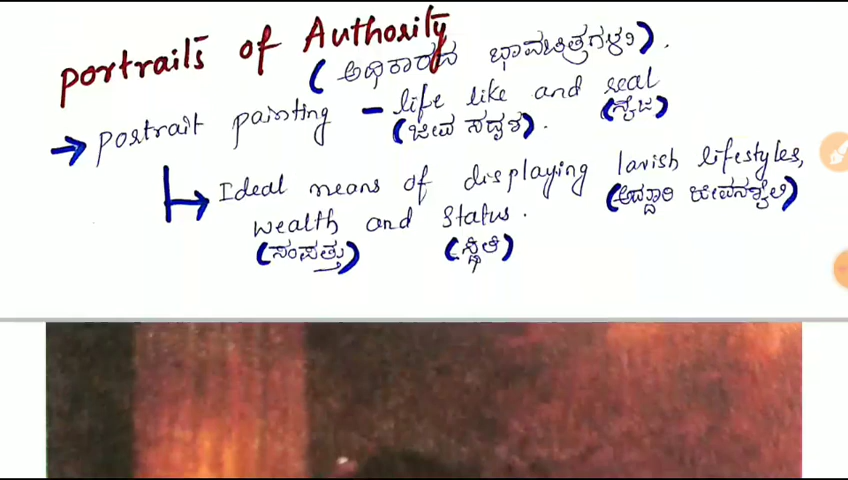 portraits of Authority
(ಅಧಿಕಾರದ ಭಾವಚಿತ್ರಗಳು).
→ portrait painting – life like and real
(ಜೀವ ಸದೃಶ). (ನೈಜ)
Ideal means of displaying lavish lifestyles,
(ಅದ್ದೂರಿ ಜೀವನಶೈಲಿ)
wealth and Status.
(ಸಂಪತ್ತು) (ಸ್ಥಿತಿ)